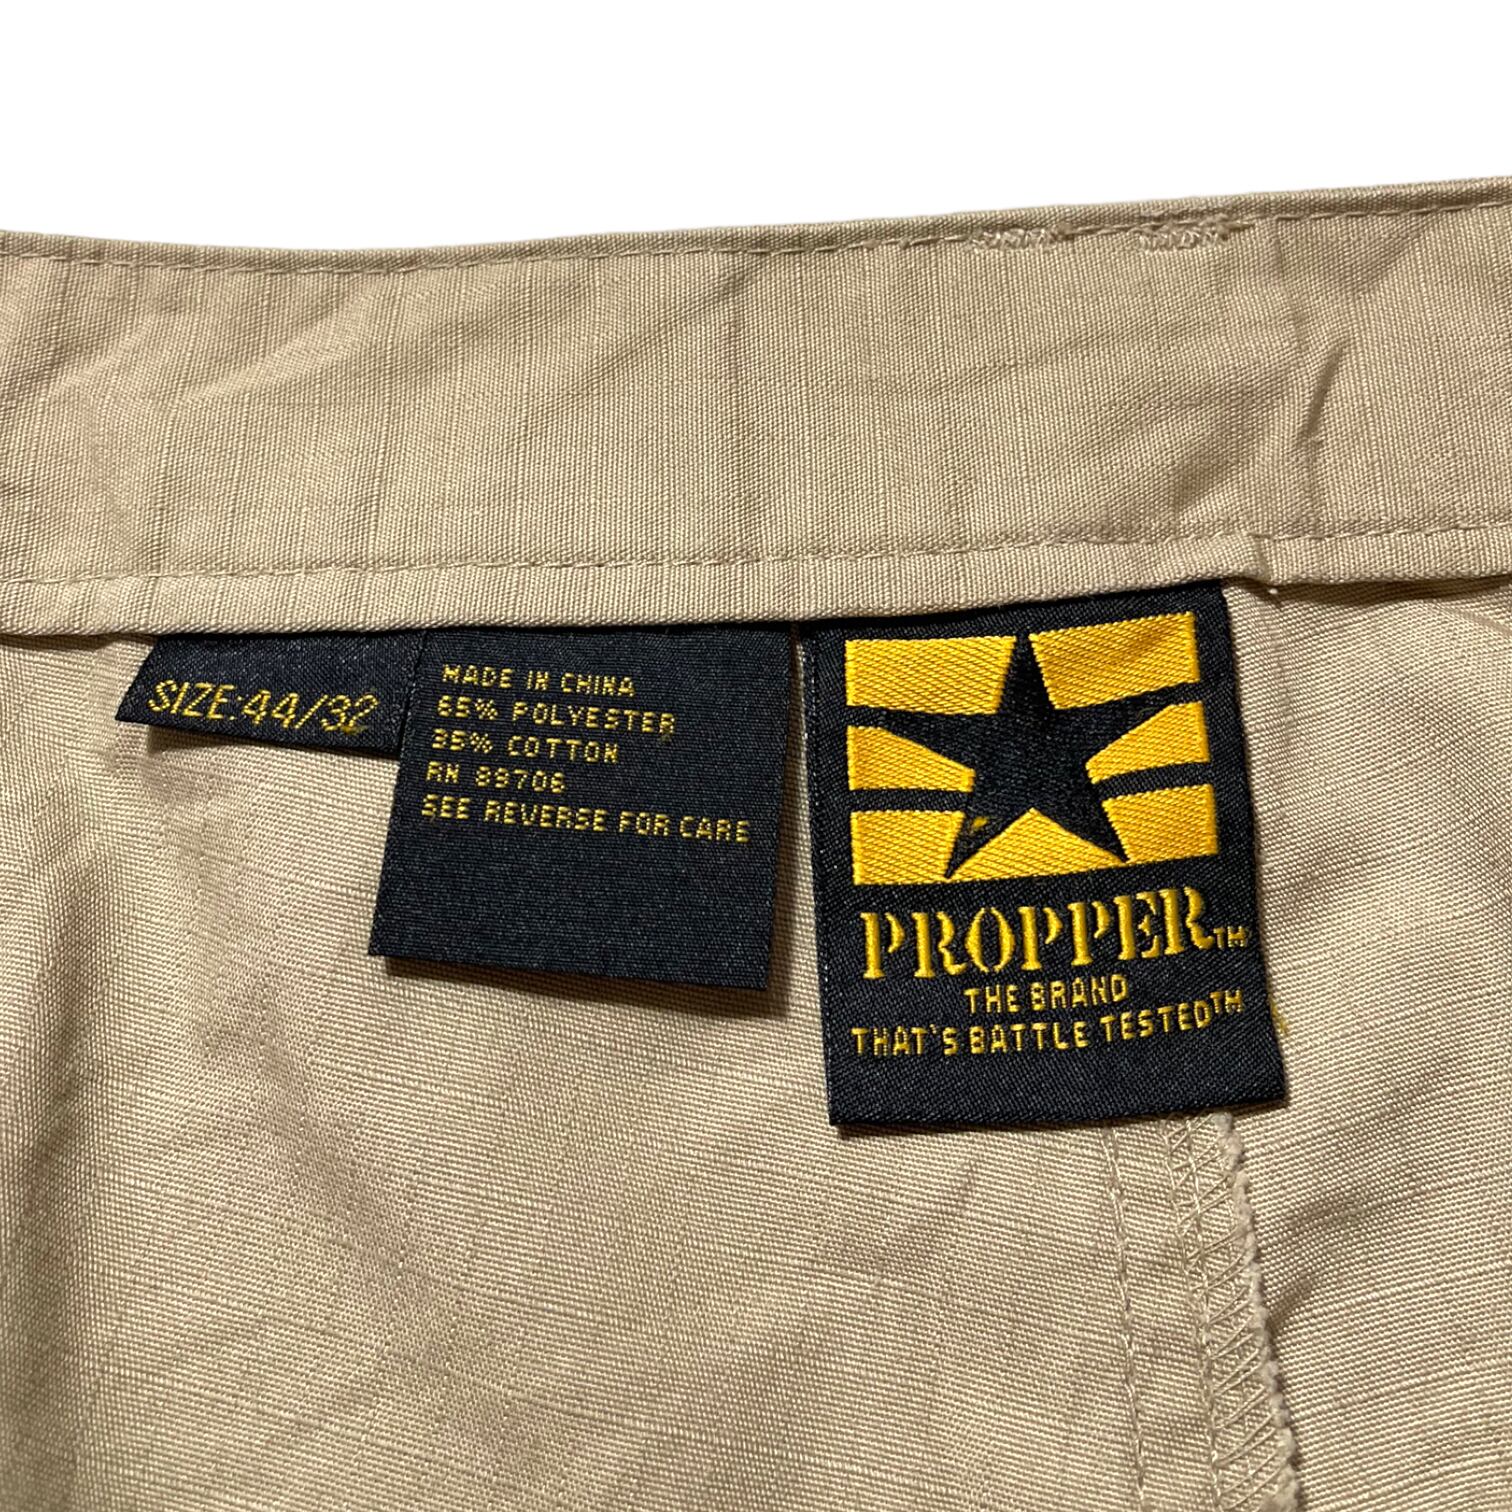 SIZE:44/32
MADE IN CHINA
65% POLYESTER
35% COTTON
RN 89706
SEE REVERSE FOR CARE
PROPPER™
THE BRAND
THAT'S BATTLE TESTED™